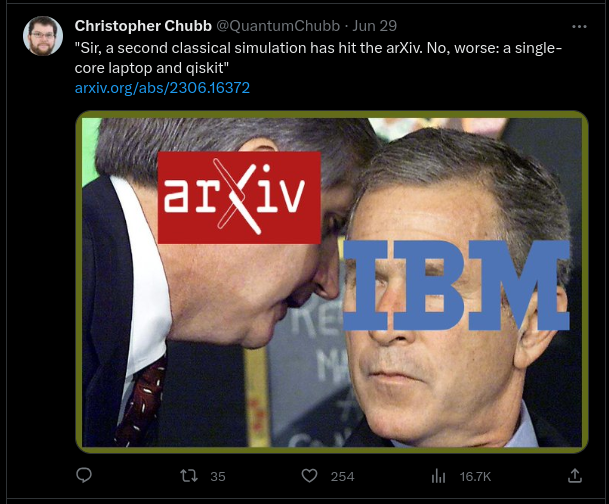 Christopher Chubb @QuantumChubb · Jun 29
"Sir, a second classical simulation has hit the arXiv. No, worse: a single-
core laptop and qiskit"
arxiv.org/abs/2306.16372
arXiv
IBM
35 254 16.7K